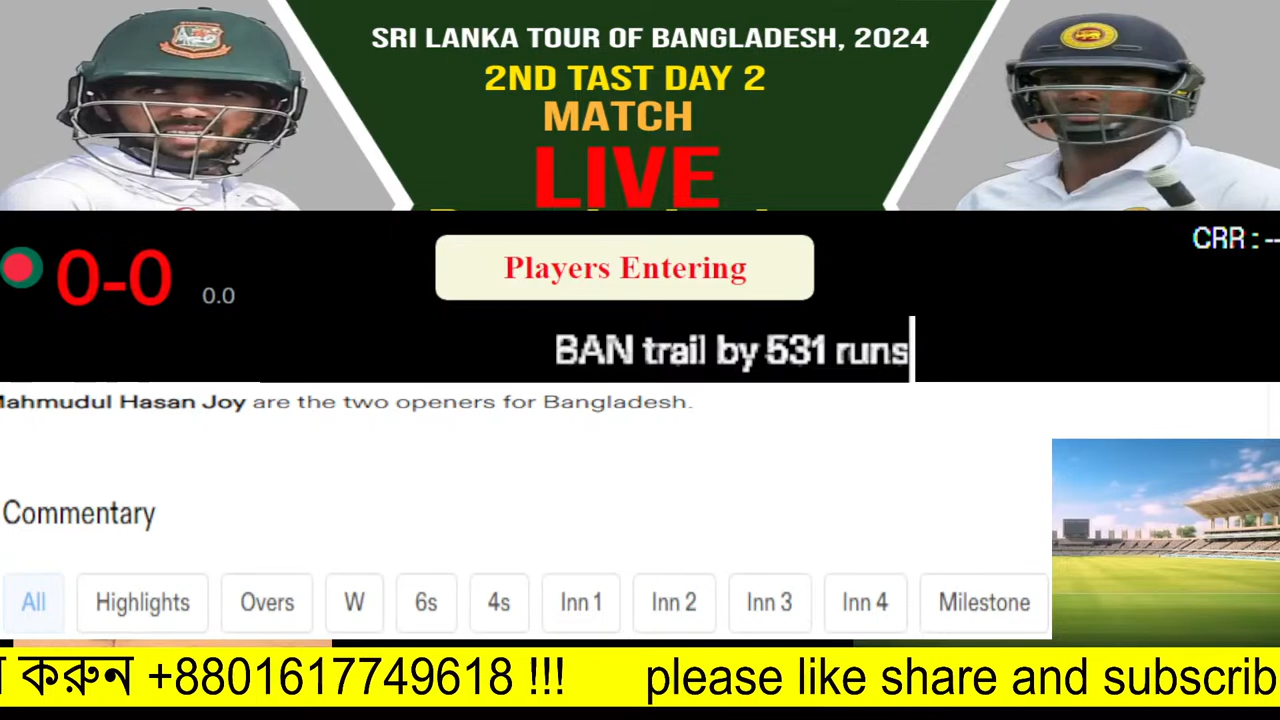 SRI LANKA TOUR OF BANGLADESH, 2024
2ND TAST DAY 2
MATCH
LIVE
CRR : --
0-0
0.0
Players Entering
BAN trail by 531 runs
Mahmudul Hasan Joy are the two openers for Bangladesh.
Commentary
All Highlights Overs W 6s 4s Inn 1 Inn 2 Inn 3 Inn 4 Milestone
করুন +8801617749618 !!! please like share and subscrib